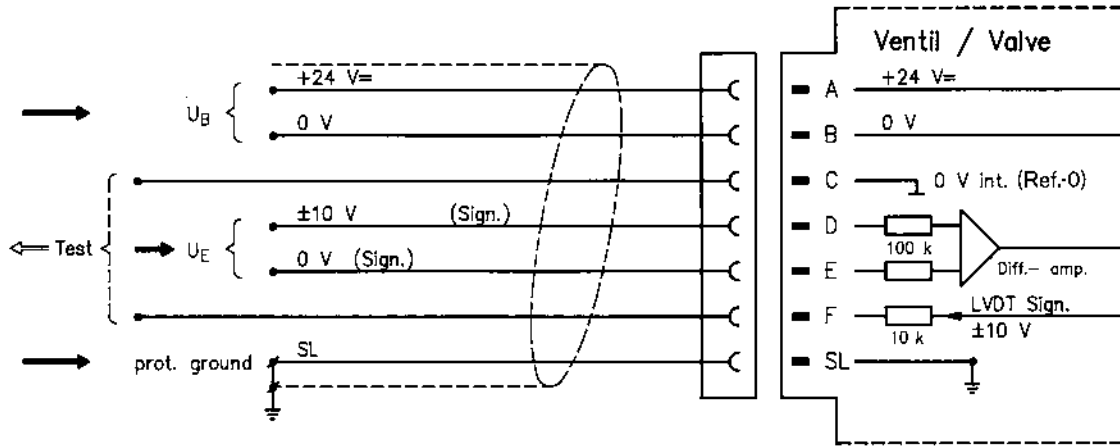 Ventil / Valve
+24 V= A +24 V=
U_B
0 V B 0 V
C 0 V int. (Ref.-0)
±10 V (Sign.) D
100 k
Test U_E
0 V (Sign.) E Diff.- amp.
F LVDT Sign.
10 k ±10 V
prot. ground SL SL